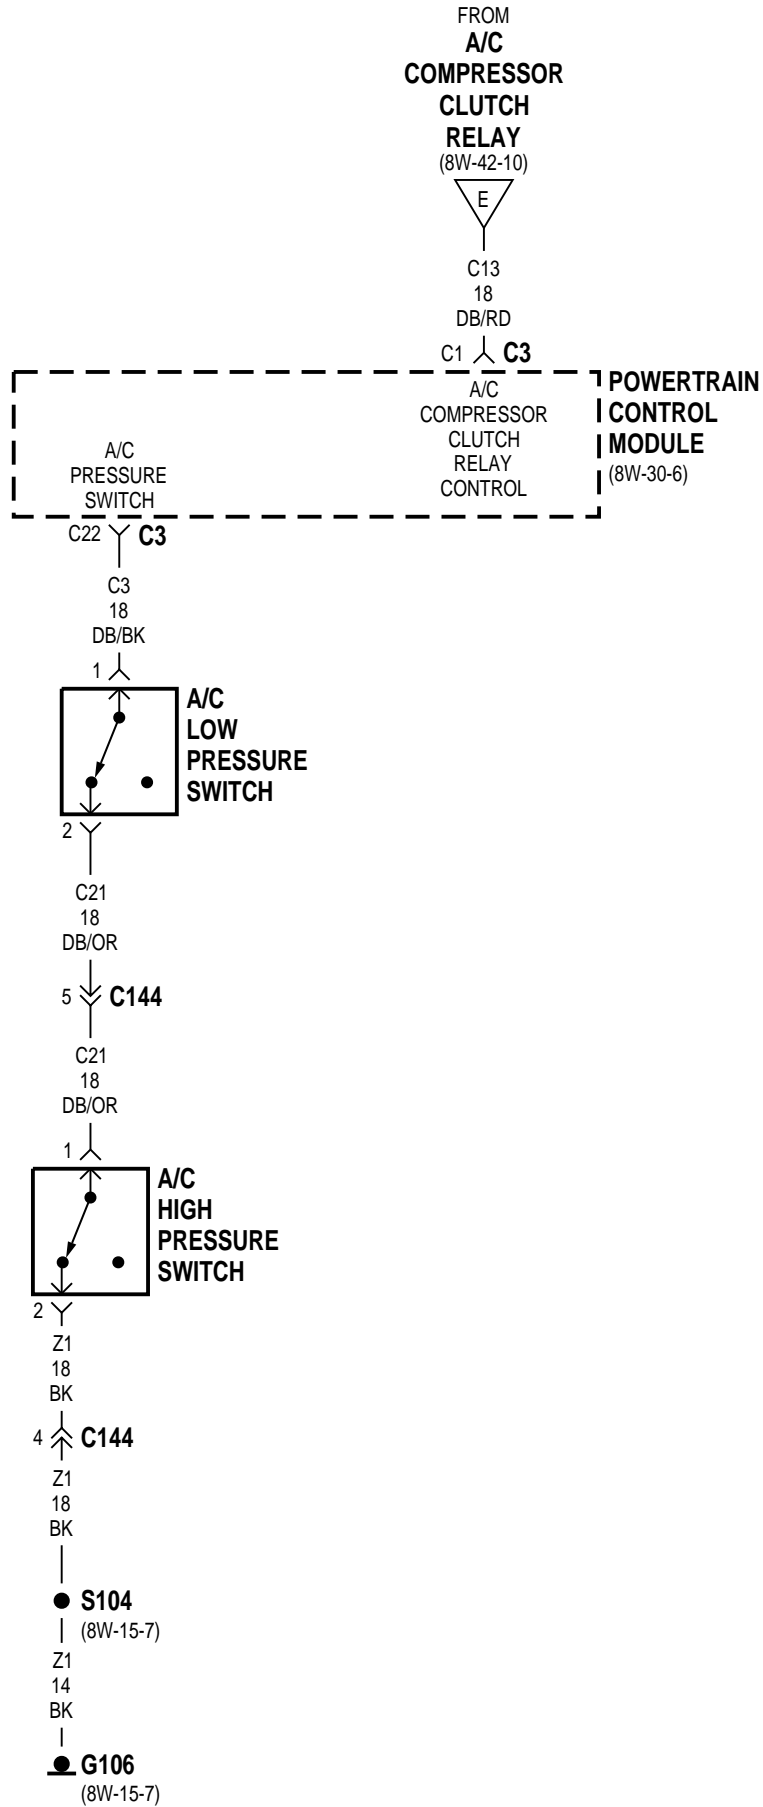 FROM
A/C
COMPRESSOR
CLUTCH
RELAY
(8W-42-10)
E
C13
18
DB/RD
C1 C3
POWERTRAIN
CONTROL
MODULE
(8W-30-6)
A/C
COMPRESSOR
CLUTCH
RELAY
CONTROL
A/C
PRESSURE
SWITCH
C22 C3
C3
18
DB/BK
1
A/C
LOW
PRESSURE
SWITCH
2
C21
18
DB/OR
5 C144
C21
18
DB/OR
1
A/C
HIGH
PRESSURE
SWITCH
2
Z1
18
BK
4 C144
Z1
18
BK
S104
(8W-15-7)
Z1
14
BK
G106
(8W-15-7)